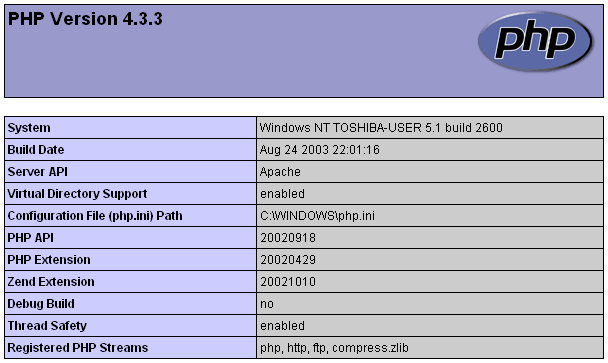 PHP Version 4.3.3
php
System Windows NT TOSHIBA-USER 5.1 build 2600
Build Date Aug 24 2003 22:01:16
Server API Apache
Virtual Directory Support enabled
Configuration File (php.ini) Path C:\WINDOWS\php.ini
PHP API 20020918
PHP Extension 20020429
Zend Extension 20021010
Debug Build no
Thread Safety enabled
Registered PHP Streams php, http, ftp, compress.zlib